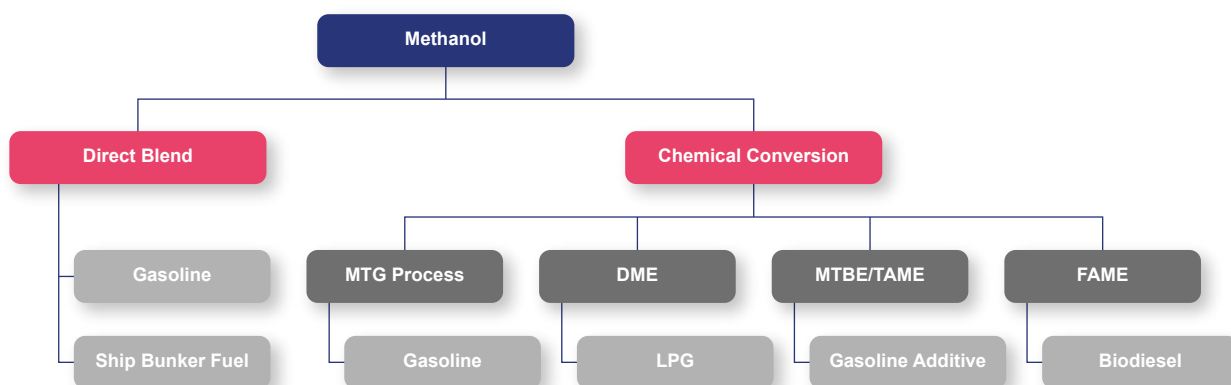 Methanol
Direct Blend
Chemical Conversion
Gasoline
MTG Process
DME
MTBE/TAME
FAME
Ship Bunker Fuel
Gasoline
LPG
Gasoline Additive
Biodiesel